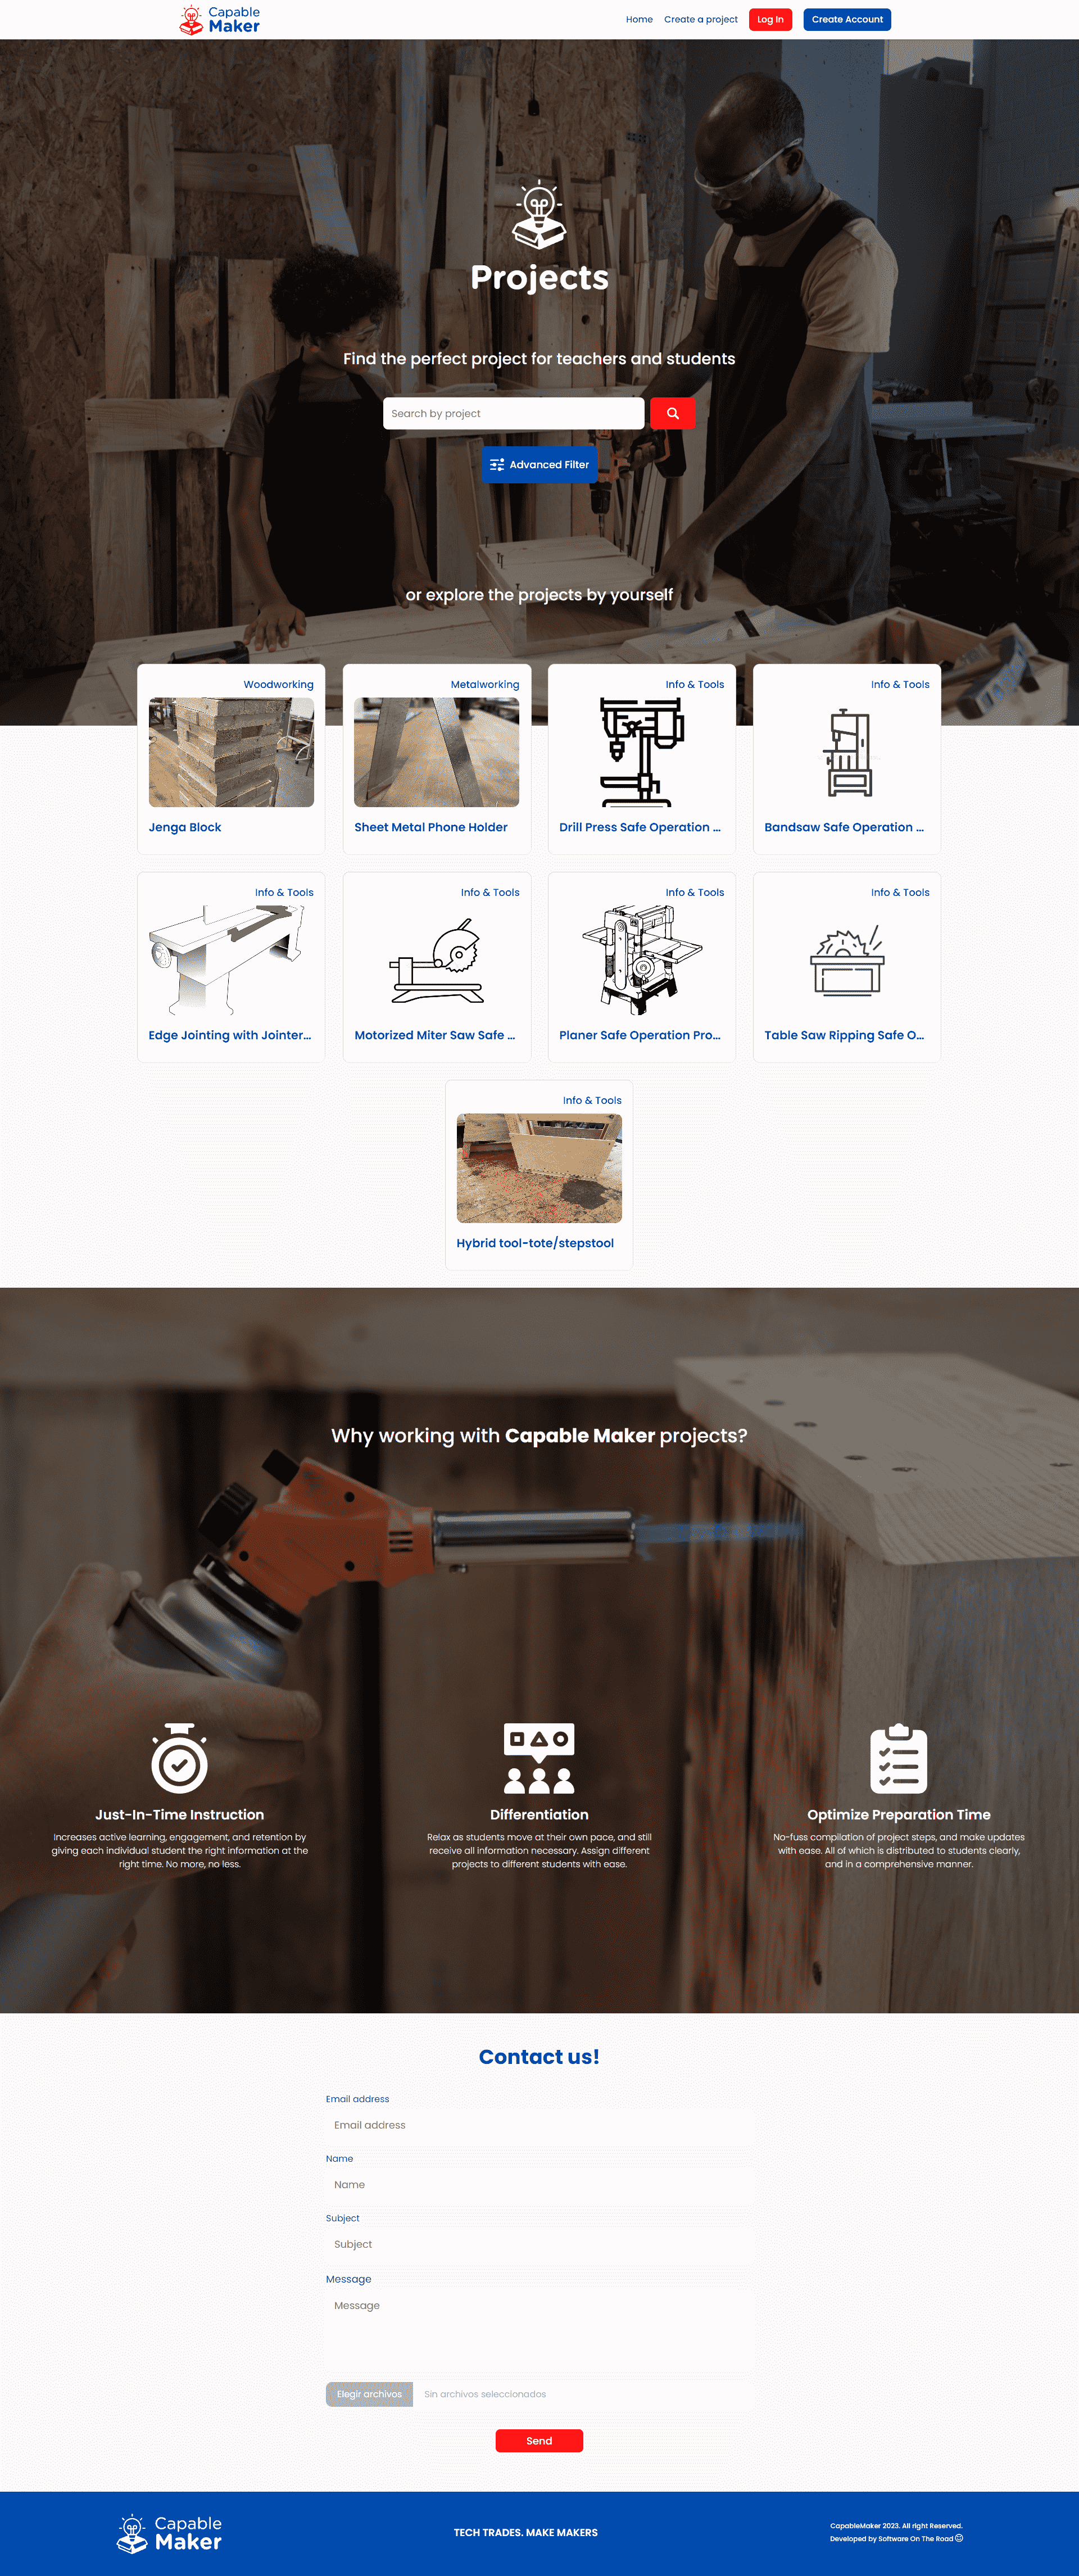 Capable
Maker
Home
Create a project
Log In
Create Account
Projects
Find the perfect project for teachers and students
Search by project
Advanced Filter
or explore the projects by yourself
Woodworking
Jenga Block
Metalworking
Sheet Metal Phone Holder
Info & Tools
Drill Press Safe Operation ...
Info & Tools
Bandsaw Safe Operation ...
Info & Tools
Edge Jointing with Jointer...
Info & Tools
Motorized Miter Saw Safe ...
Info & Tools
Planer Safe Operation Pro...
Info & Tools
Table Saw Ripping Safe O...
Info & Tools
Hybrid tool-tote/stepstool
Why working with Capable Maker projects?
Just-In-Time Instruction
Increases active learning, engagement, and retention by
giving each individual student the right information at the
right time. No more, no less.
Differentiation
Relax as students move at their own pace, and still
receive all information necessary. Assign different
projects to different students with ease.
Optimize Preparation Time
No-fuss compilation of project steps, and make updates
with ease. All of which is distributed to students clearly,
and in a comprehensive manner.
Contact us!
Email address
Email address
Name
Name
Subject
Subject
Message
Message
Elegir archivos
Sin archivos seleccionados
Send
Capable
Maker
TECH TRADES. MAKE MAKERS
CapableMaker 2023. All right Reserved.
Developed by Software On The Road